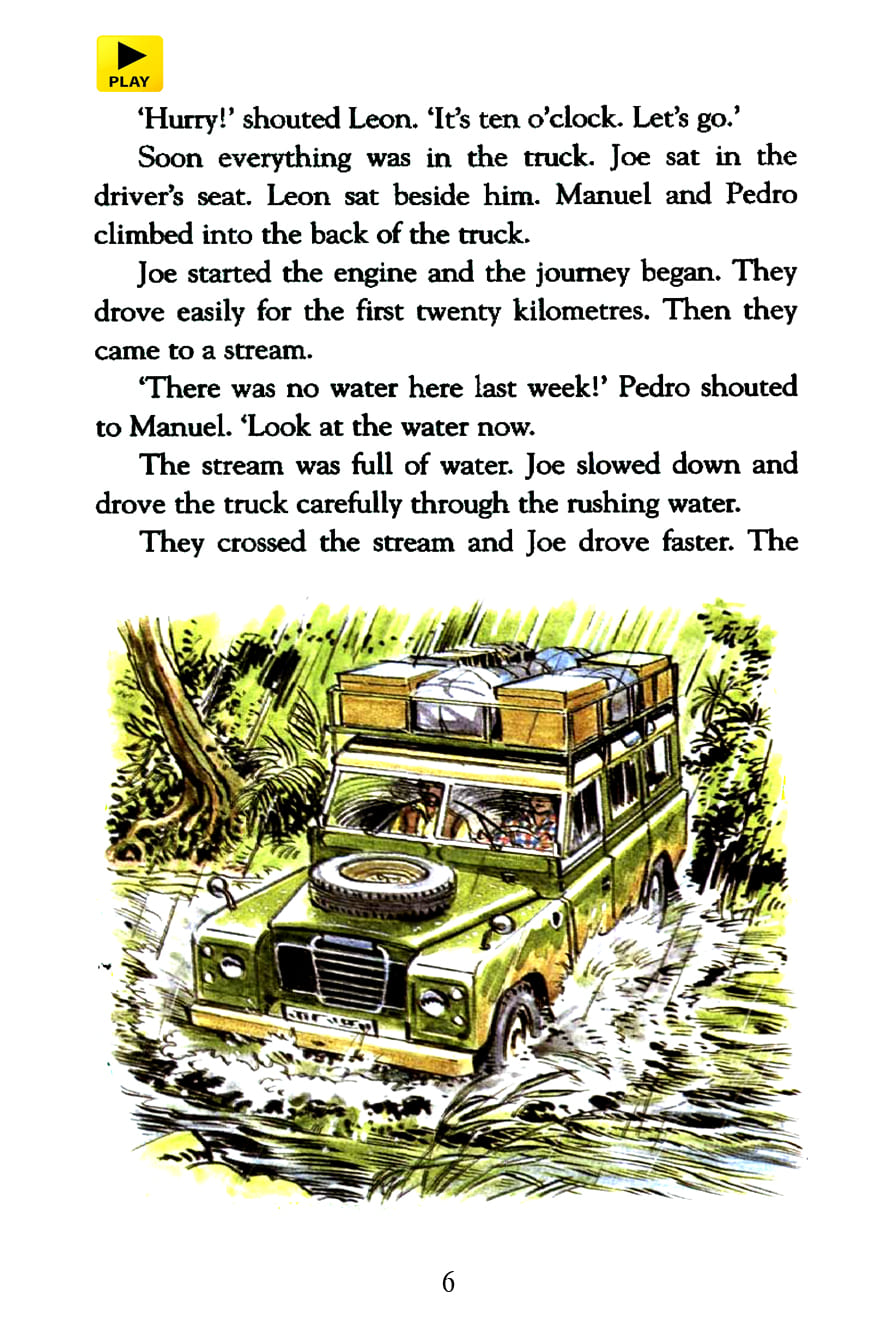 PLAY
‘Hurry!’ shouted Leon. ‘It’s ten o’clock. Let’s go.’
Soon everything was in the truck. Joe sat in the
driver’s seat. Leon sat beside him. Manuel and Pedro
climbed into the back of the truck.
Joe started the engine and the journey began. They
drove easily for the first twenty kilometres. Then they
came to a stream.
‘There was no water here last week!’ Pedro shouted
to Manuel. ‘Look at the water now.
The stream was full of water. Joe slowed down and
drove the truck carefully through the rushing water.
They crossed the stream and Joe drove faster. The
6